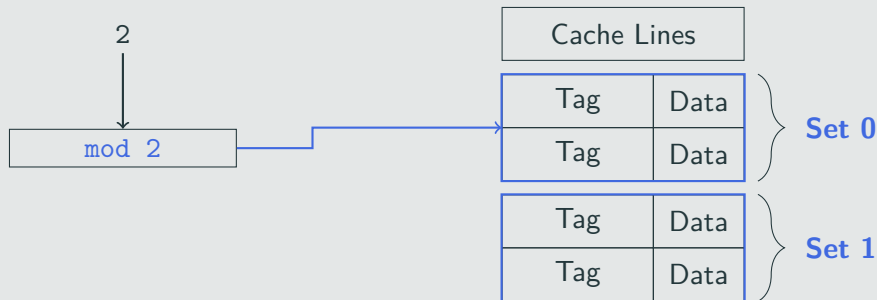 2
mod 2
Cache Lines
Tag Data
Tag Data
Set 0
Tag Data
Tag Data
Set 1